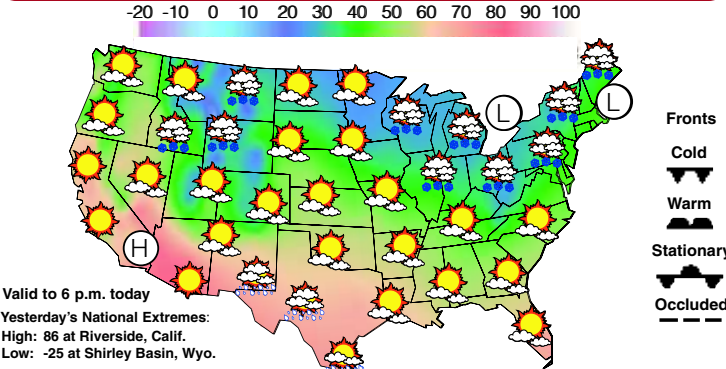 -20 -10 0 10 20 30 40 50 60 70 80 90 100
L
L
H
Fronts
Cold
Warm
Stationary
Occluded
Valid to 6 p.m. today
Yesterday's National Extremes:
High: 86 at Riverside, Calif.
Low: -25 at Shirley Basin, Wyo.